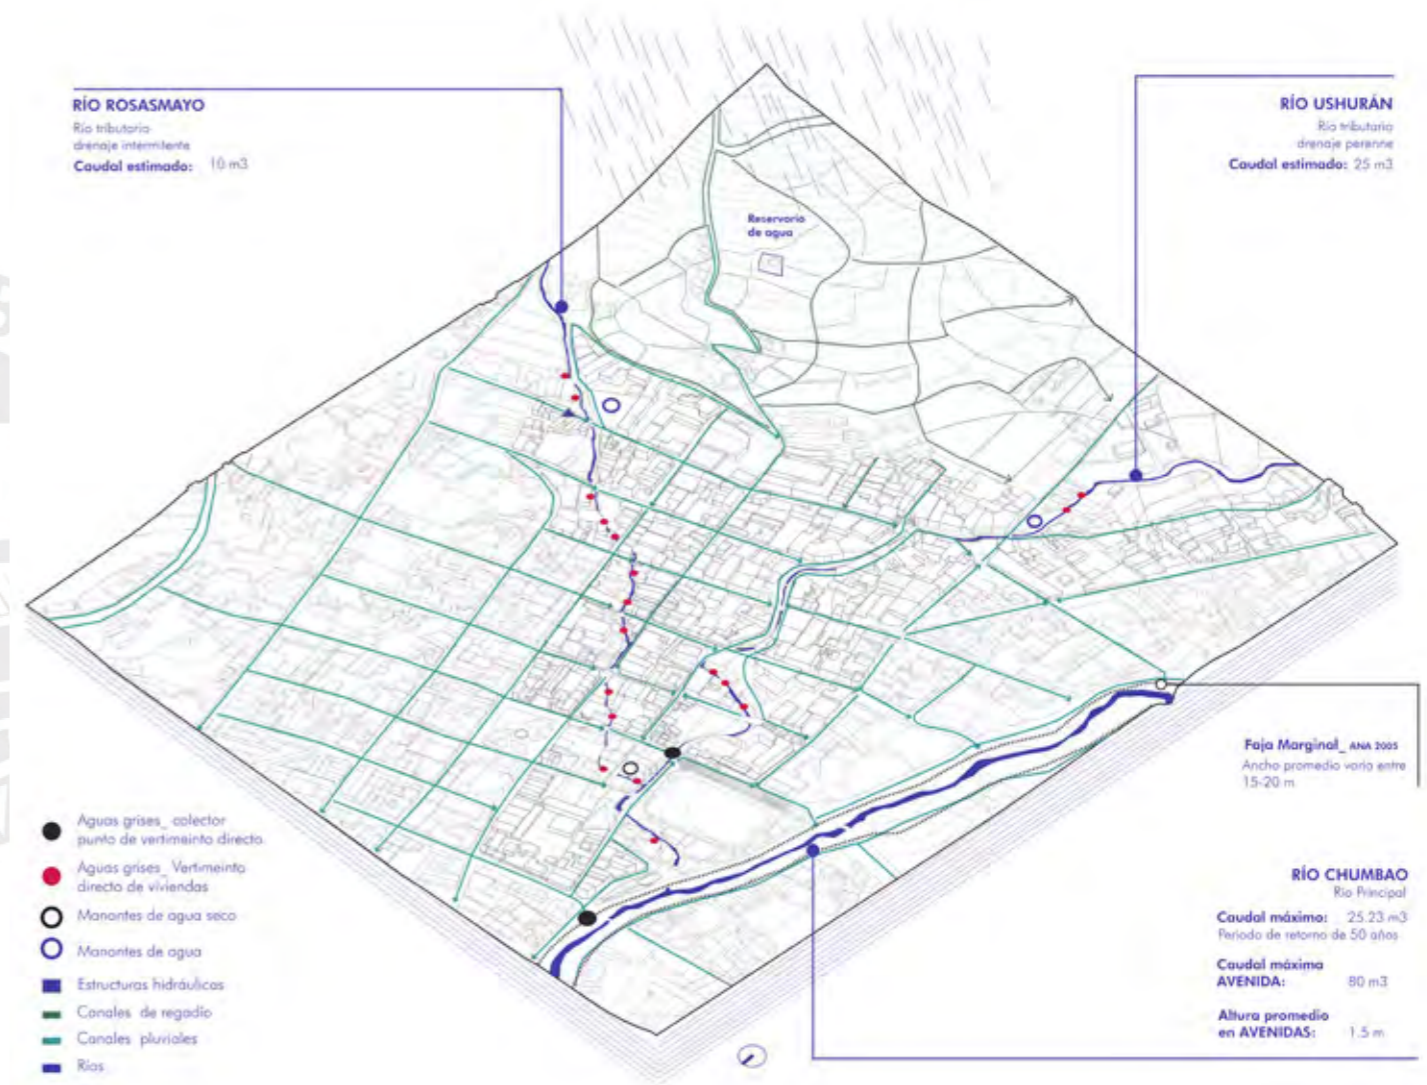 RÍO ROSASMAYO
Río tributario
drenaje intermitente
Caudal estimado: 10 m3
RÍO USHURÁN
Río tributario
drenaje perenne
Caudal estimado: 25 m3
Reservorio
de agua
Faja Marginal_ ANA 2005
Ancho promedio varia entre
15-20 m
RÍO CHUMBAO
Río Principal
Caudal máximo: 25.23 m3
Periodo de retorno de 50 años
Caudal máxima
AVENIDA: 80 m3
Altura promedio
en AVENIDAS: 1.5 m
Aguas grises_ colector
punto de vertimeinto directo
Aguas grises_ Vertimeinto
directo de viviendas
Manantes de agua seco
Manantes de agua
Estructuras hidráulicas
Canales de regadío
Canales pluviales
Ríos